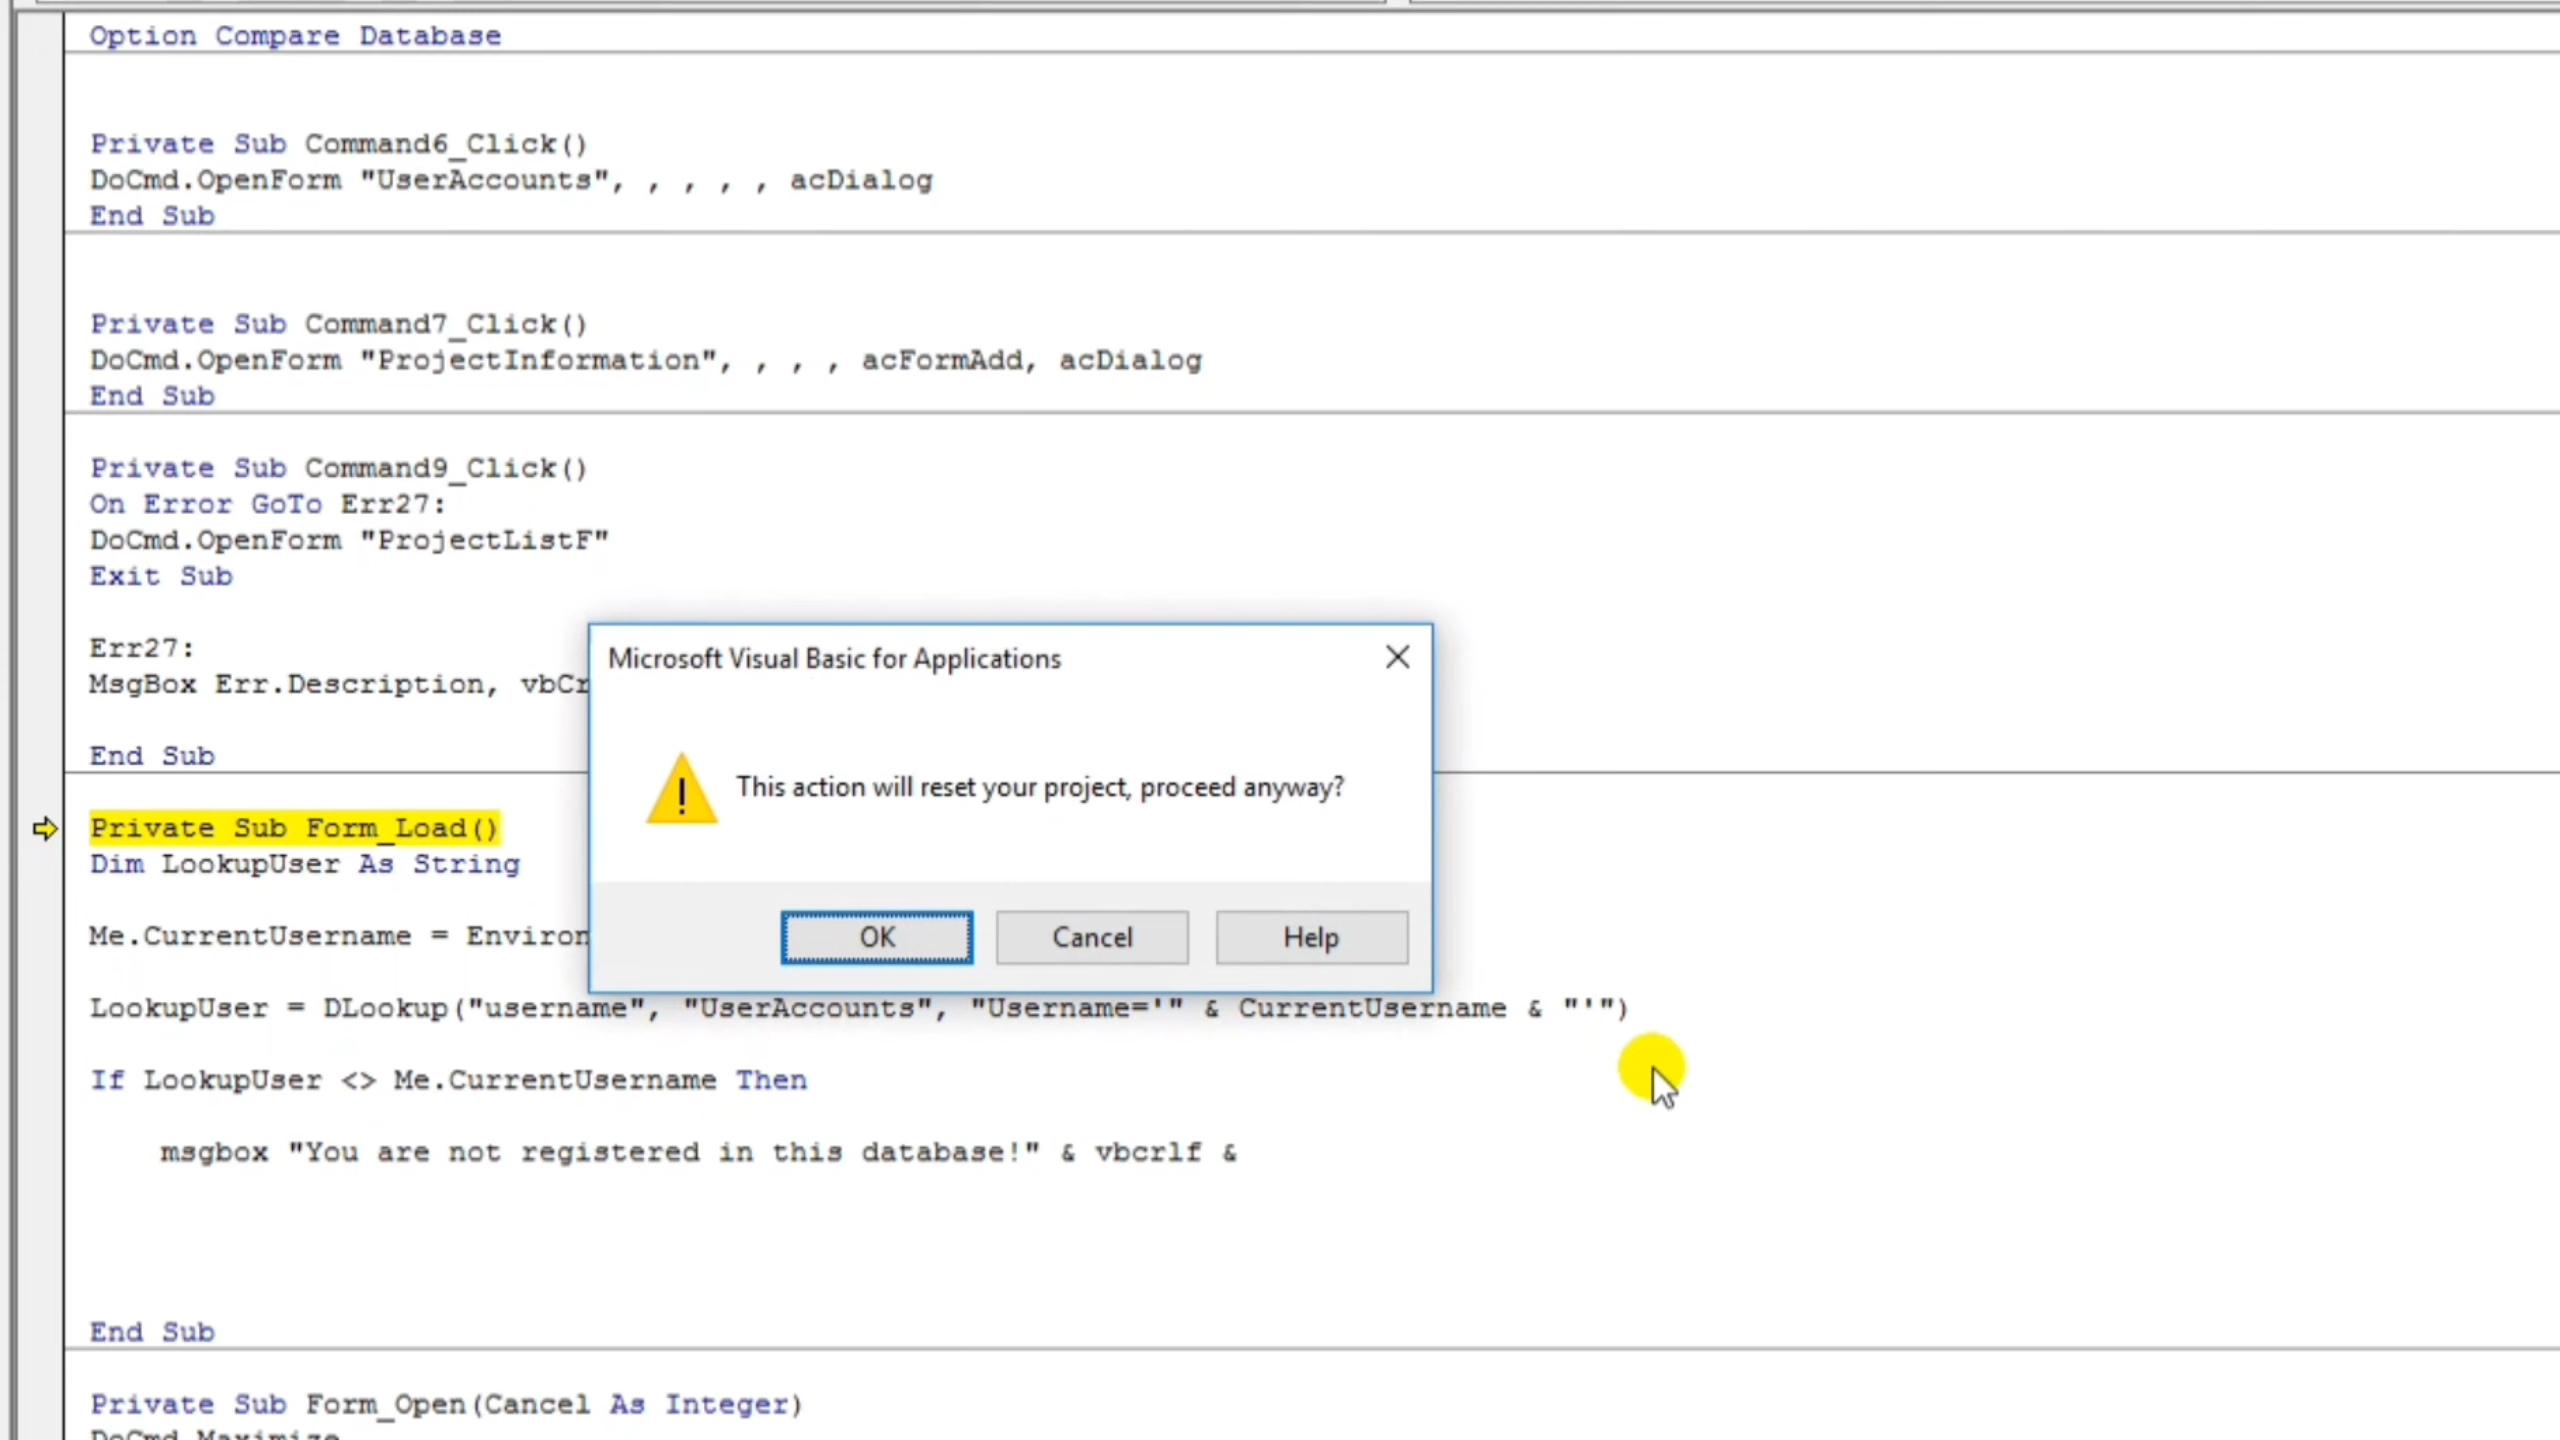 Option Compare Database
Private Sub Command6_Click()
DoCmd.OpenForm "UserAccounts", , , , , acDialog
End Sub
Private Sub Command7_Click()
DoCmd.OpenForm "ProjectInformation", , , , acFormAdd, acDialog
End Sub
Private Sub Command9_Click()
On Error GoTo Err27:
DoCmd.OpenForm "ProjectListF"
Exit Sub
Err27:
MsgBox Err.Description,
End Sub
Microsoft Visual Basic for Applications
This action will reset your project, proceed anyway?
OK Cancel Help
Private Sub Form_Load()
Dim LookupUser As String
Me.CurrentUsername = Environ
LookupUser = DLookup("username", "UserAccounts", "Username='" & CurrentUsername & "'")
If LookupUser <> Me.CurrentUsername Then
msgbox "You are not registered in this database!" & vbcrlf &
End Sub
Private Sub Form_Open(Cancel As Integer)
DoCmd.Maximize